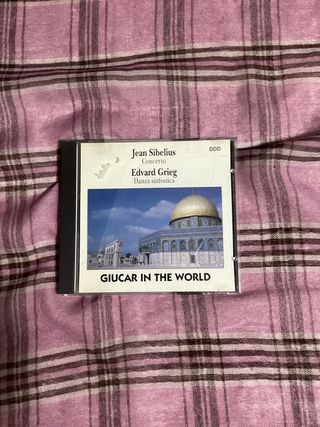 Jean Sibelius
DDD
Concerto
Edvard Grieg
Danza sinfonica
GIUCAR IN THE WORLD